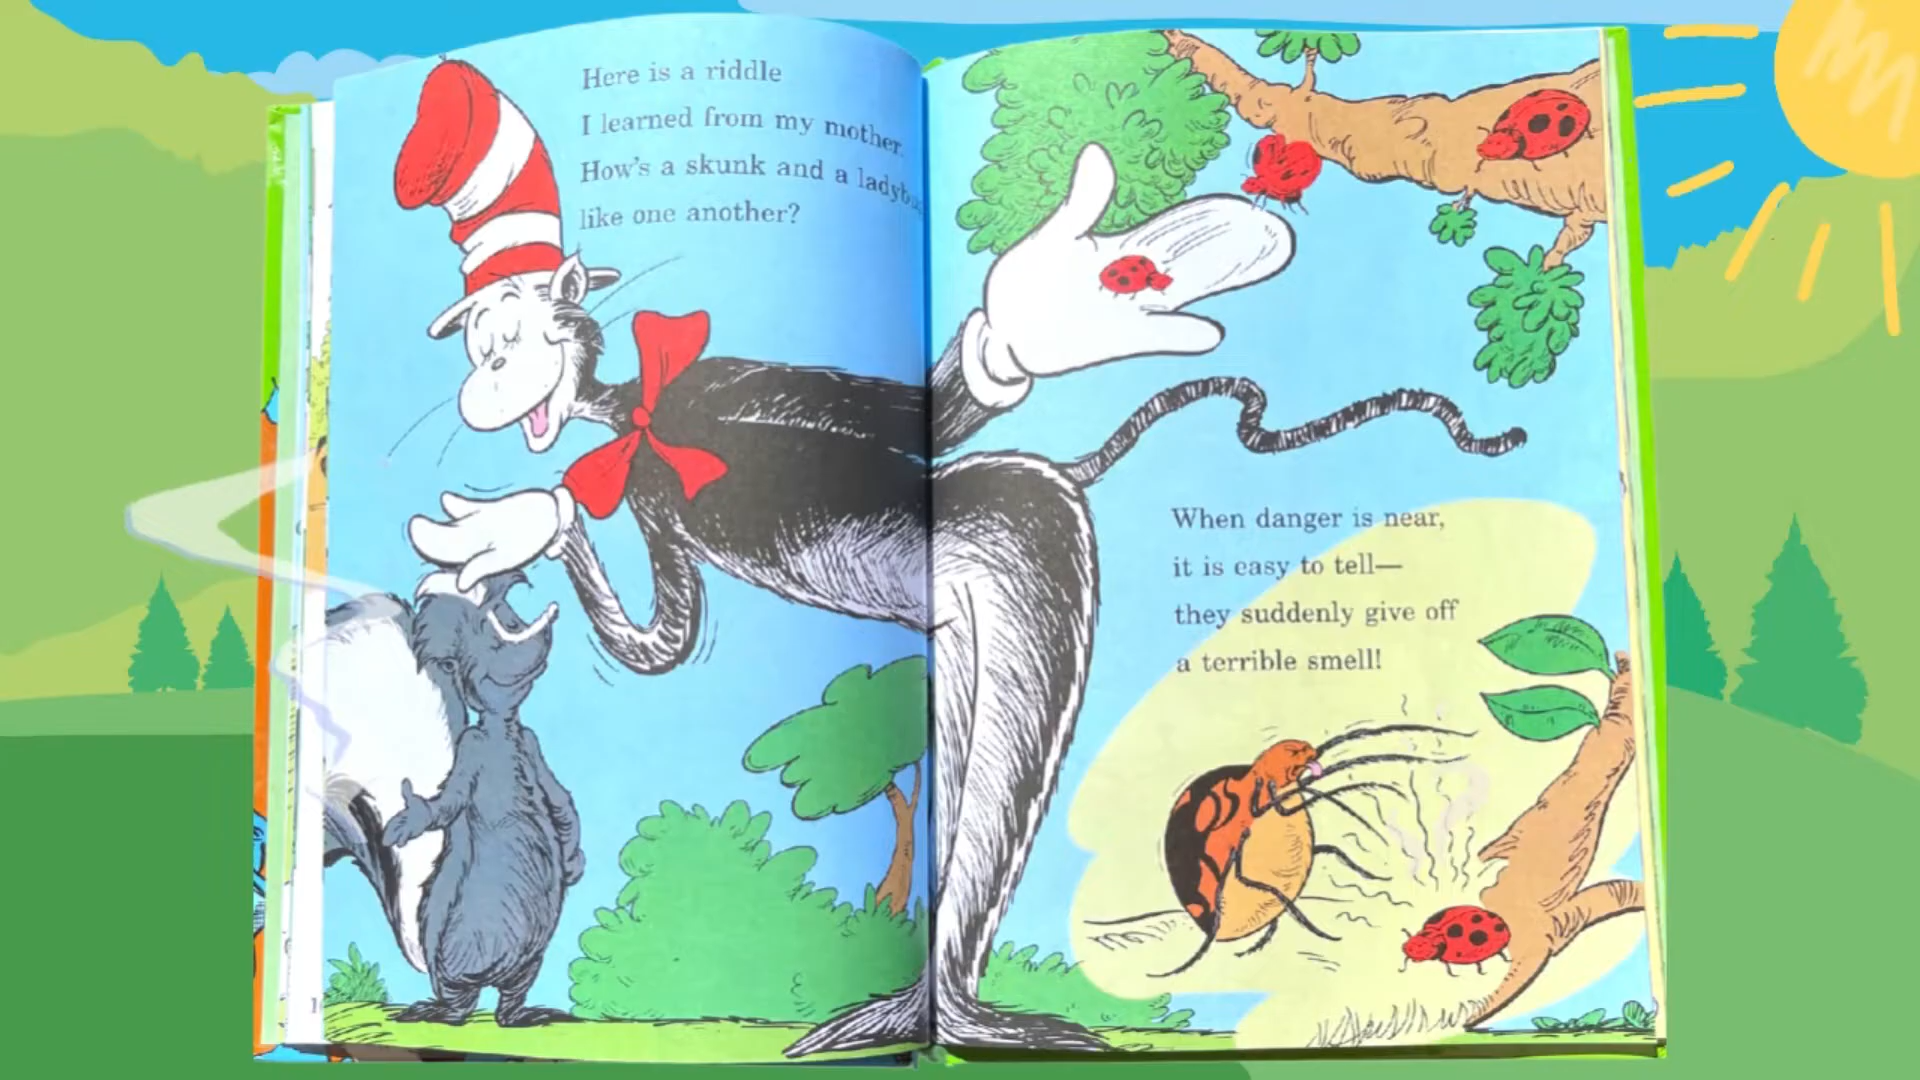 Here is a riddle
I learned from my mother.
How's a skunk and a ladybug
like one another?
When danger is near,
it is easy to tell—
they suddenly give off
a terrible smell!